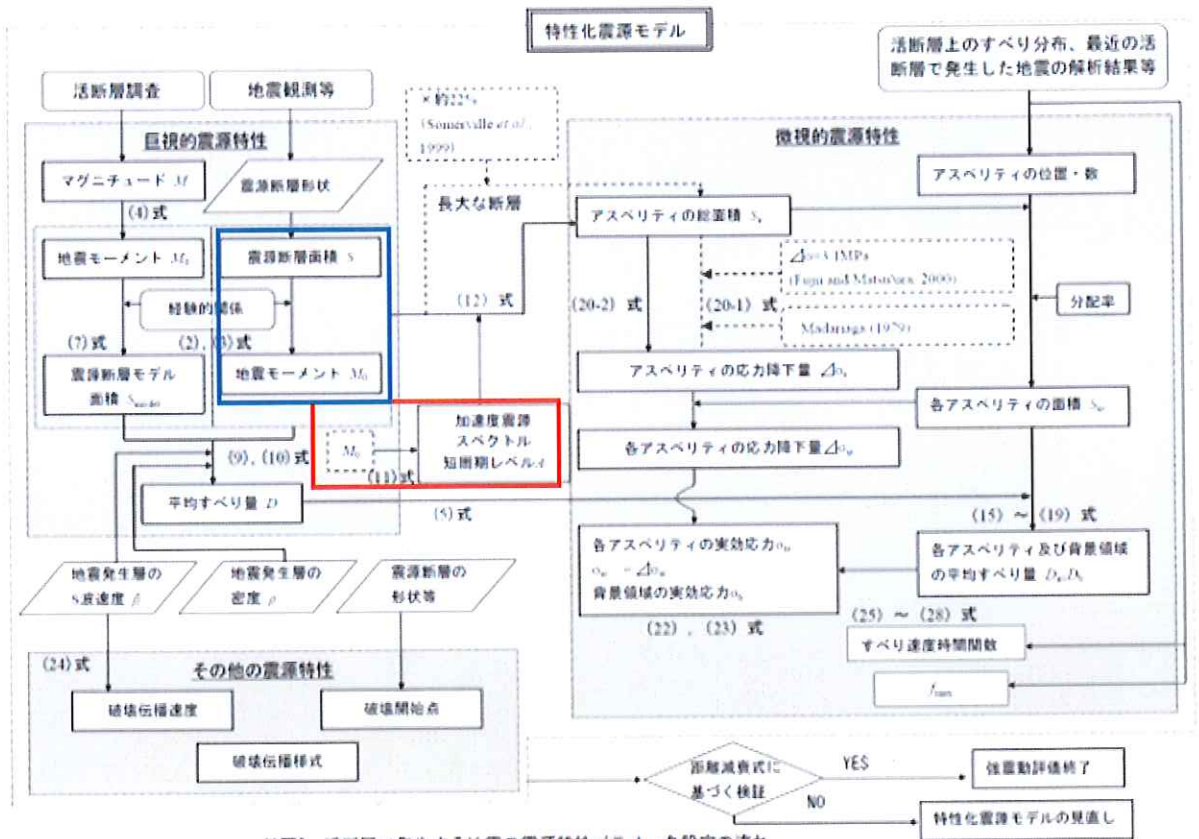 特性化震源モデル
活断層上のすべり分布、最近の活
断層で発生した地震の解析結果等
活断層調査
地震観測等
×約22%
(Somerville et al.,
1999)
巨視的震源特性
マグニチュード M
震源断層形状
(4)式
地震モーメント M₀
震源断層面積 S
経験的関係
(7)式
(2), (3)式
震源断層モデル
面積 Smodel
地震モーメント M₀
(9), (10)式
平均すべり量 D
(5)式
M₀
(11)式
加速度震源
スペクトル
短周期レベルA
(12) 式
長大な断層
微視的震源特性
アスペリティの位置・数
アスペリティの総面積 Sa
(Fujii and Matsu'ura, 2000)
(20-2) 式
(20-1) 式
Madariaga (1979)
分配率
アスペリティの応力降下量 Δσa
各アスペリティの面積
各アスペリティの応力降下量
(15) ~ (19) 式
各アスペリティの実効応力
背景領域の実効応力σb
(22) , (23) 式
各アスペリティ及び背景領域
の平均すべり量
(25) ~ (28) 式
すべり速度時間関数
fmax
地震発生層の
S波速度 β
地震発生層の
密度 ρ
震源断層の
形状等
(24)式
その他の震源特性
破壊伝播速度
破壊開始点
破壊伝播様式
距離減衰式に
基づく検証
YES
強震動評価終了
NO
特性化震源モデルの見直し